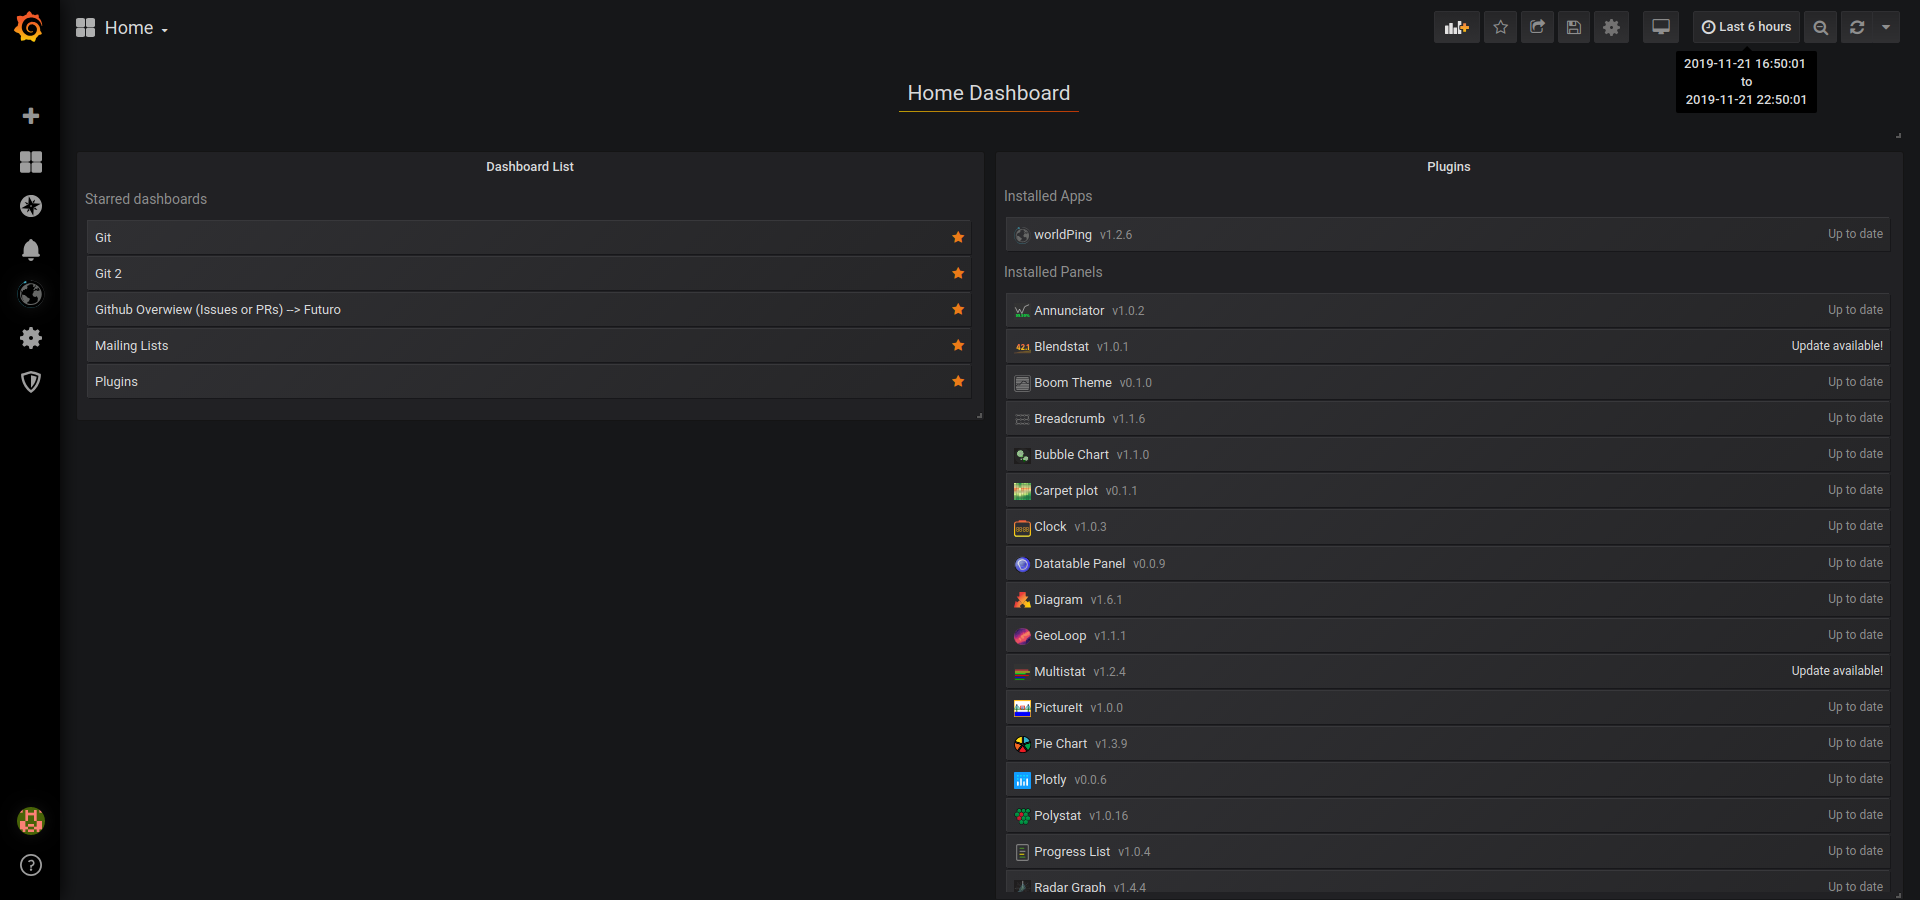 Home
Last 6 hours
2019-11-21 16:50:01
to
2019-11-21 22:50:01
Home Dashboard
Dashboard List
Starred dashboards
Git
Git 2
Github Overwiew (Issues or PRs) --> Futuro
Mailing Lists
Plugins
Plugins
Installed Apps
worldPing v1.2.6 Up to date
Installed Panels
Annunciator v1.0.2 Up to date
42.1 Blendstat v1.0.1 Update available!
Boom Theme v0.1.0 Up to date
Breadcrumb v1.1.6 Up to date
Bubble Chart v1.1.0 Up to date
Carpet plot v0.1.1 Up to date
Clock v1.0.3 Up to date
Datatable Panel v0.0.9 Up to date
Diagram v1.6.1 Up to date
GeoLoop v1.1.1 Up to date
Multistat v1.2.4 Update available!
PictureIt v1.0.0 Up to date
Pie Chart v1.3.9 Up to date
Plotly v0.0.6 Up to date
Polystat v1.0.16 Up to date
Progress List v1.0.4 Up to date
Radar Graph v1.4.4 Up to date